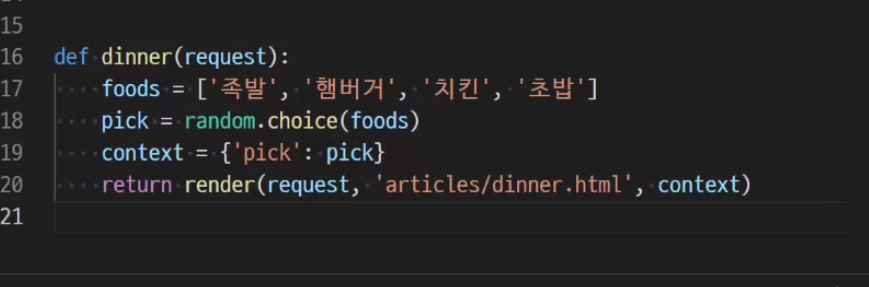 15
16 def dinner(request):
17     foods = ['족발', '햄버거', '치킨', '초밥']
18     pick = random.choice(foods)
19     context = {'pick': pick}
20     return render(request, 'articles/dinner.html', context)
21